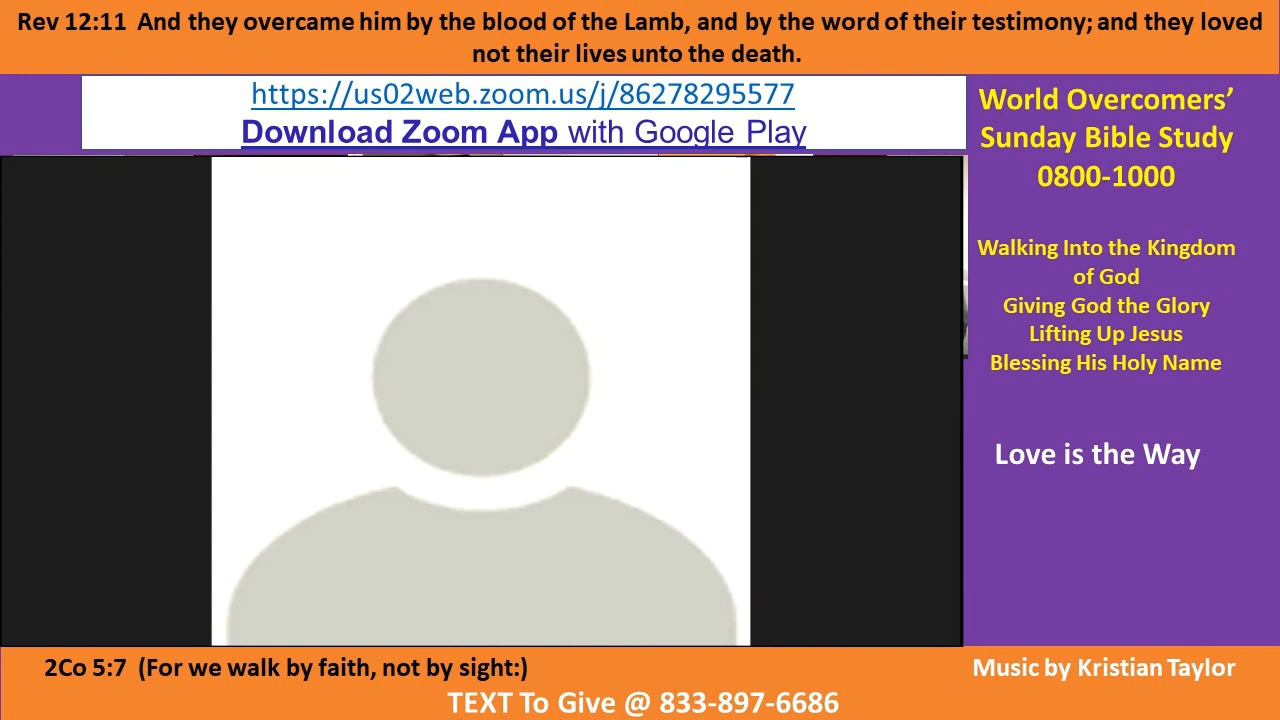 Rev 12:11  And they overcame him by the blood of the Lamb, and by the word of their testimony; and they loved
not their lives unto the death.
https://us02web.zoom.us/j/86278295577
Download Zoom App with Google Play
World Overcomers’
Sunday Bible Study
0800-1000
Walking Into the Kingdom
of God
Giving God the Glory
Lifting Up Jesus
Blessing His Holy Name
Love is the Way
2Co 5:7  (For we walk by faith, not by sight:)
Music by Kristian Taylor
TEXT To Give @ 833-897-6686